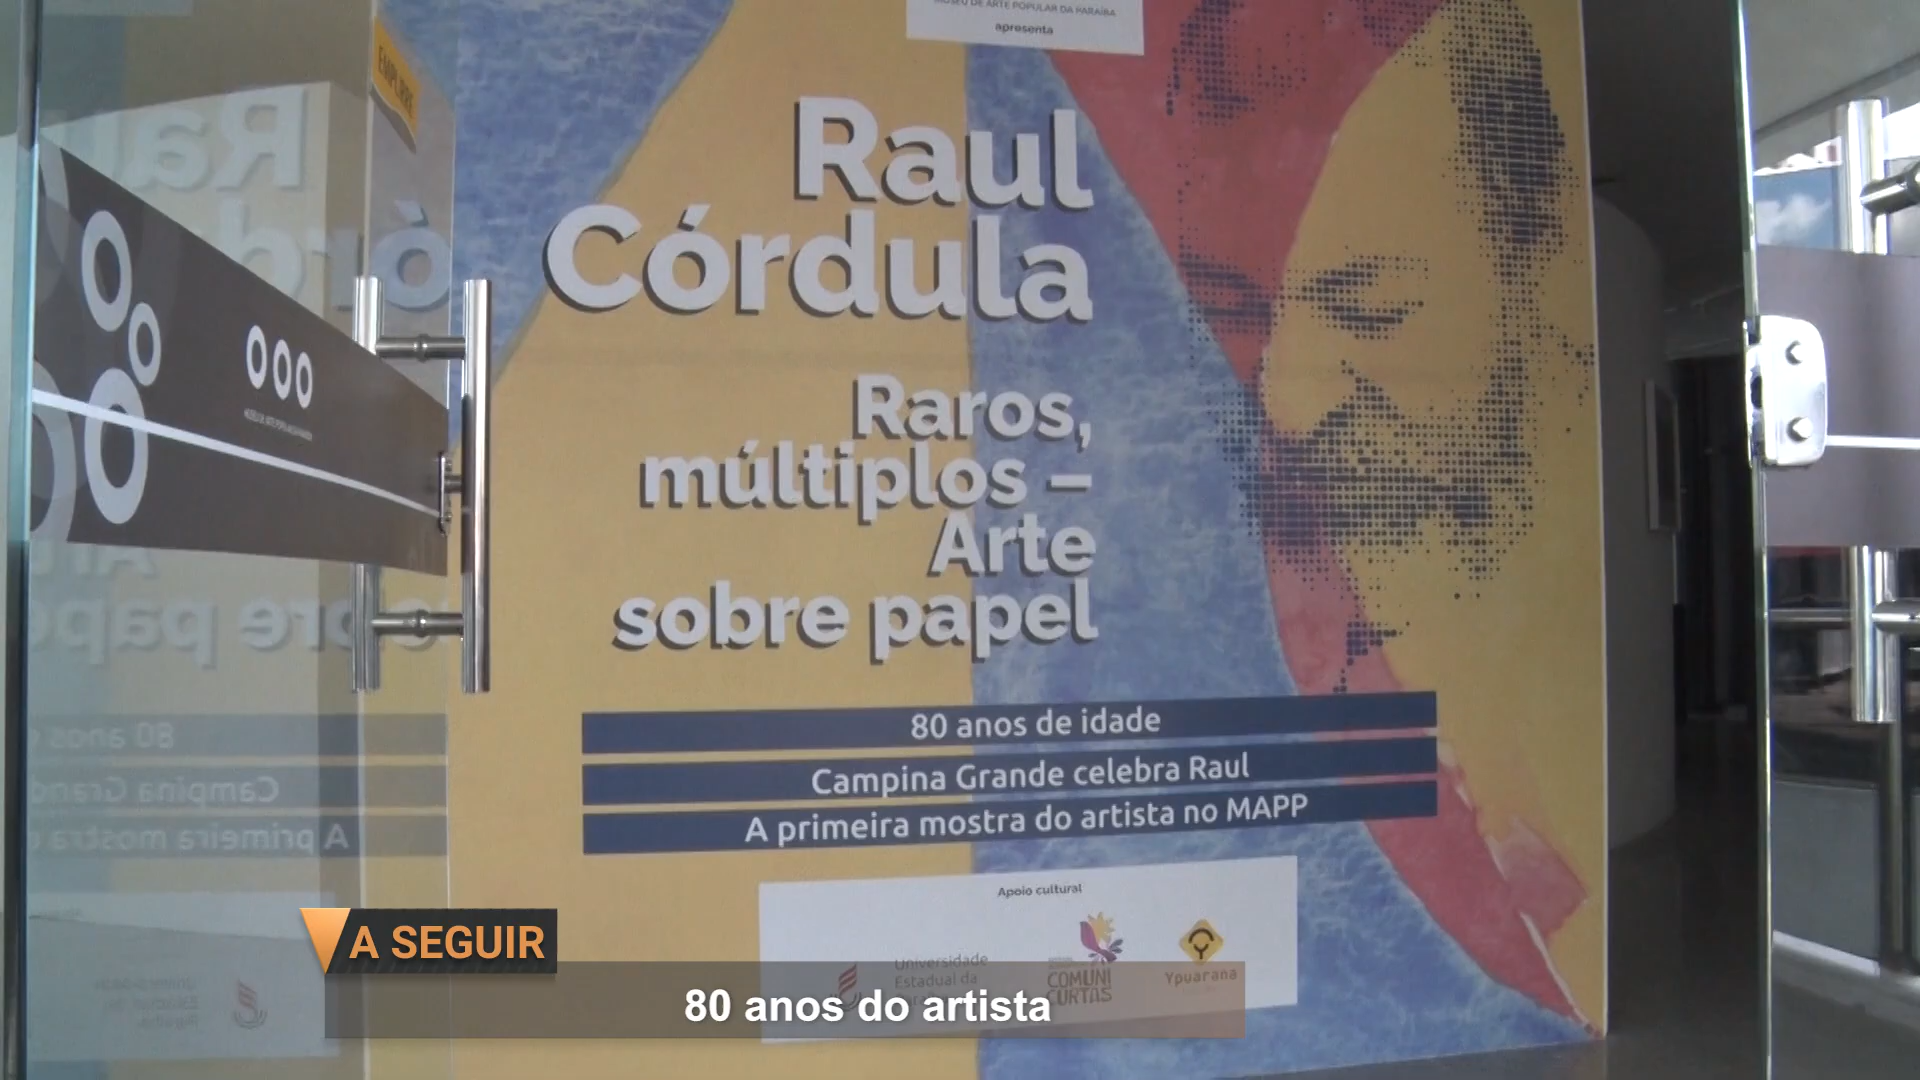 MUSEU DE ARTE POPULAR DA PARAÍBA
apresenta
EMPURRE
Raul
Córdula
Raros,
múltiplos –
Arte
sobre papel
80 anos de idade
Campina Grande celebra Raul
A primeira mostra do artista no MAPP
Apoio cultural
Universidade
Estadual da
COMUNI
CURTAS
Ypuarana
A SEGUIR
80 anos do artista